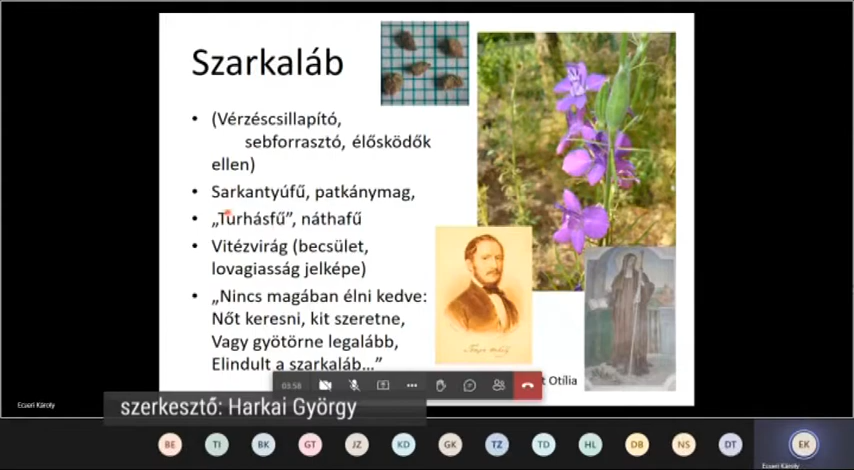 Szarkaláb
• (Vérzéscsillapító,
sebforrasztó, élősködők
ellen)
• Sarkantyúfű, patkánymag,
• „Turhásfű”, náthafű
• Vitézvirág (becsület,
lovagiasság jelképe)
• „Nincs magában élni kedve:
Nőt keresni, kit szeretne,
Vagy gyötörne legalább,
Elindult a szarkaláb…”
t Otília
03:58
Ecseri Károly
szerkesztő: Harkai György
BE TI BK GT JZ KD GK TZ TD HL DB NS DT EK
Ecseri Károly